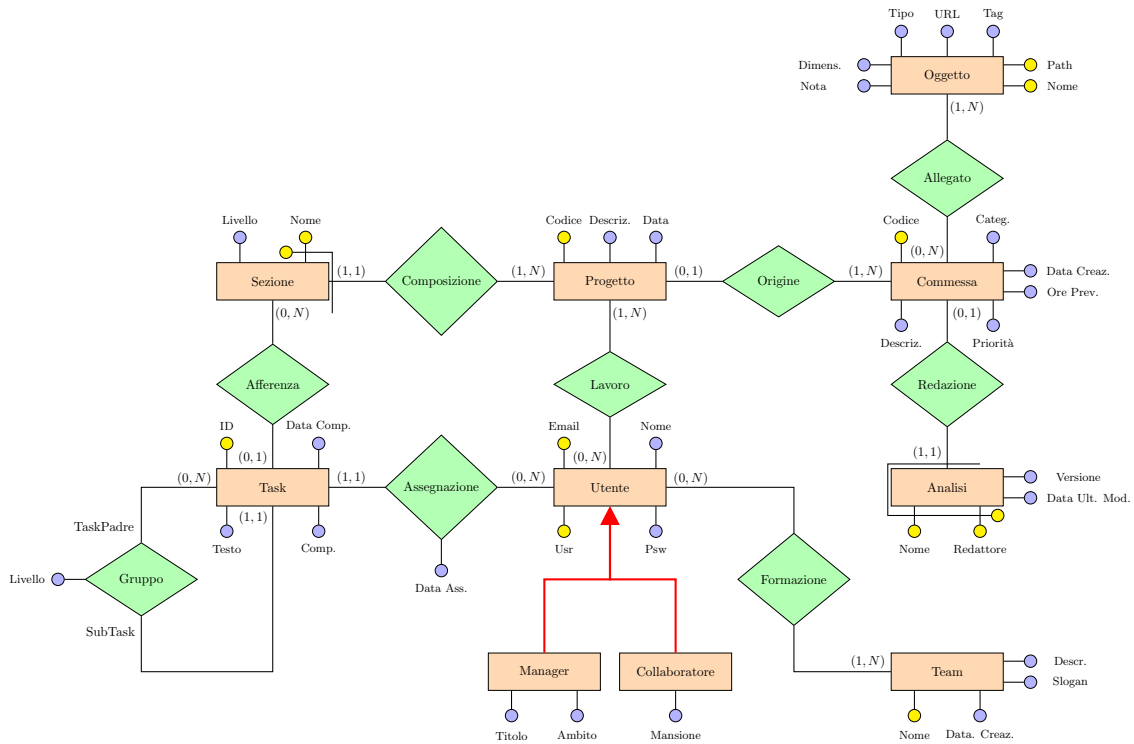 Tipo
URL
Tag
Dimens.
Oggetto
Path
Nota
Nome
(1, N)
Allegato
Livello
Nome
Codice
Descriz.
Data
Codice
Categ.
(0, N)
Sezione
(1, 1)
Composizione
(1, N)
Progetto
(0, 1)
Origine
(1, N)
Commessa
Data Creaz.
Ore Prev.
(0, N)
(1, N)
(0, 1)
Descriz.
Priorità
Afferenza
Lavoro
Redazione
ID
Data Comp.
Email
Nome
(0, 1)
(0, N)
(1, 1)
(0, N)
Task
(1, 1)
Assegnazione
(0, N)
Utente
(0, N)
Analisi
Versione
Data Ult. Mod.
(1, 1)
TaskPadre
Testo
Comp.
Usr
Psw
Nome
Redattore
Livello
Gruppo
Data Ass.
Formazione
SubTask
(1, N)
Manager
Collaboratore
Team
Descr.
Slogan
Titolo
Ambito
Mansione
Nome
Data. Creaz.